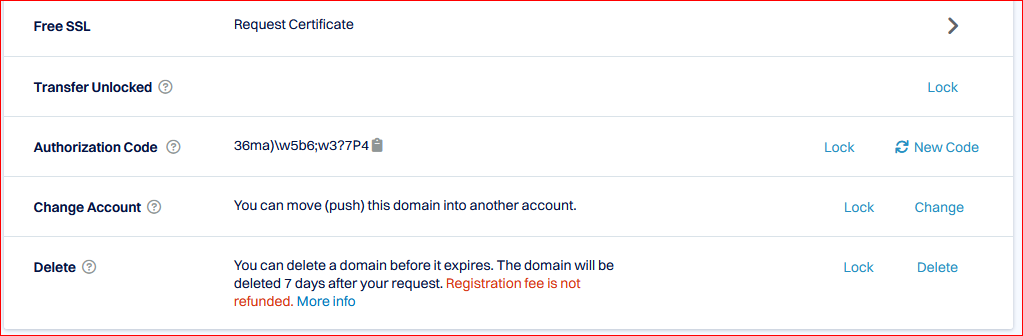 Free SSL Request Certificate
Transfer Unlocked ? Lock
Authorization Code ? 36ma)\w5b6;w3?7P4 Lock New Code
Change Account ? You can move (push) this domain into another account. Lock Change
Delete ? You can delete a domain before it expires. The domain will be Lock Delete
deleted 7 days after your request. Registration fee is not
refunded. More info